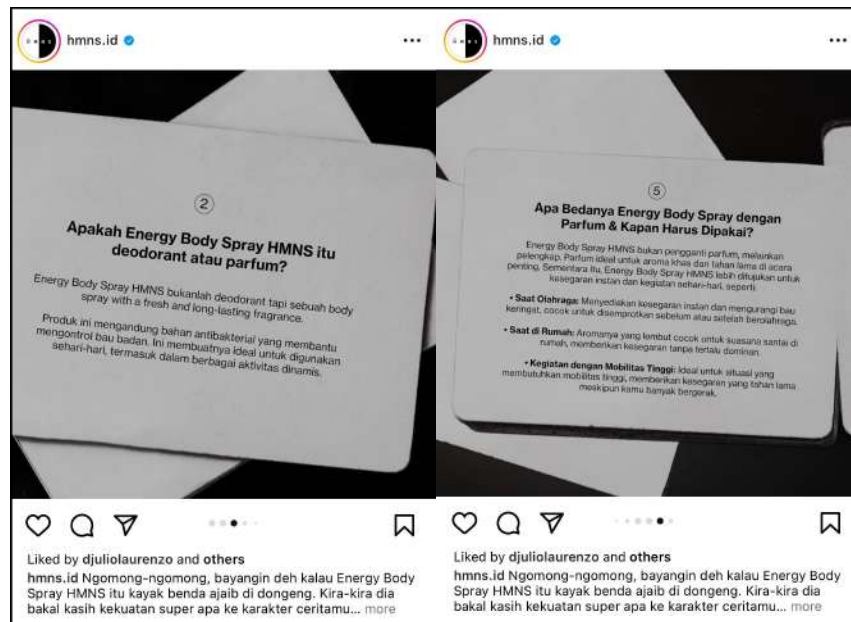 hmns.id
2
Apakah Energy Body Spray HMNS itu
deodorant atau parfum?
Energy Body Spray HMNS bukanlah deodorant tapi sebuah body
spray with a fresh and long-lasting fragrance.
Produk ini mengandung bahan antibakterial yang membantu
mengontrol bau badan. Ini membuatnya ideal untuk digunakan
sehari-hari, termasuk dalam berbagai aktivitas dinamis.
Liked by djuliolaurenzo and others
hmns.id Ngomong-ngomong, bayangin deh kalau Energy Body
Spray HMNS itu kayak benda ajaib di dongeng. Kira-kira dia
bakal kasih kekuatan super apa ke karakter ceritamu... more
hmns.id
5
Apa Bedanya Energy Body Spray dengan
Parfum & Kapan Harus Dipakai?
Energy Body Spray HMNS bukan pengganti parfum, melainkan
pelengkap. Parfum ideal untuk aroma khas dan tahan lama di acara
penting. Sementara itu, Energy Body Spray HMNS lebih ditujukan untuk
kesegaran instan dan kegiatan sehari-hari, seperti:
• Saat Olahraga: Menyediakan kesegaran instan dan mengurangi bau
keringat, cocok untuk disemprotkan sebelum atau setelah berolahraga.
• Saat di Rumah: Aromanya yang lembut cocok untuk suasana santai di
rumah, memberikan kesegaran tanpa terlalu dominan.
• Kegiatan dengan Mobilitas Tinggi: Ideal untuk situasi yang
membutuhkan mobilitas tinggi, memberikan kesegaran yang tahan lama
meskipun kamu banyak bergerak.
Liked by djuliolaurenzo and others
hmns.id Ngomong-ngomong, bayangin deh kalau Energy Body
Spray HMNS itu kayak benda ajaib di dongeng. Kira-kira dia
bakal kasih kekuatan super apa ke karakter ceritamu... more